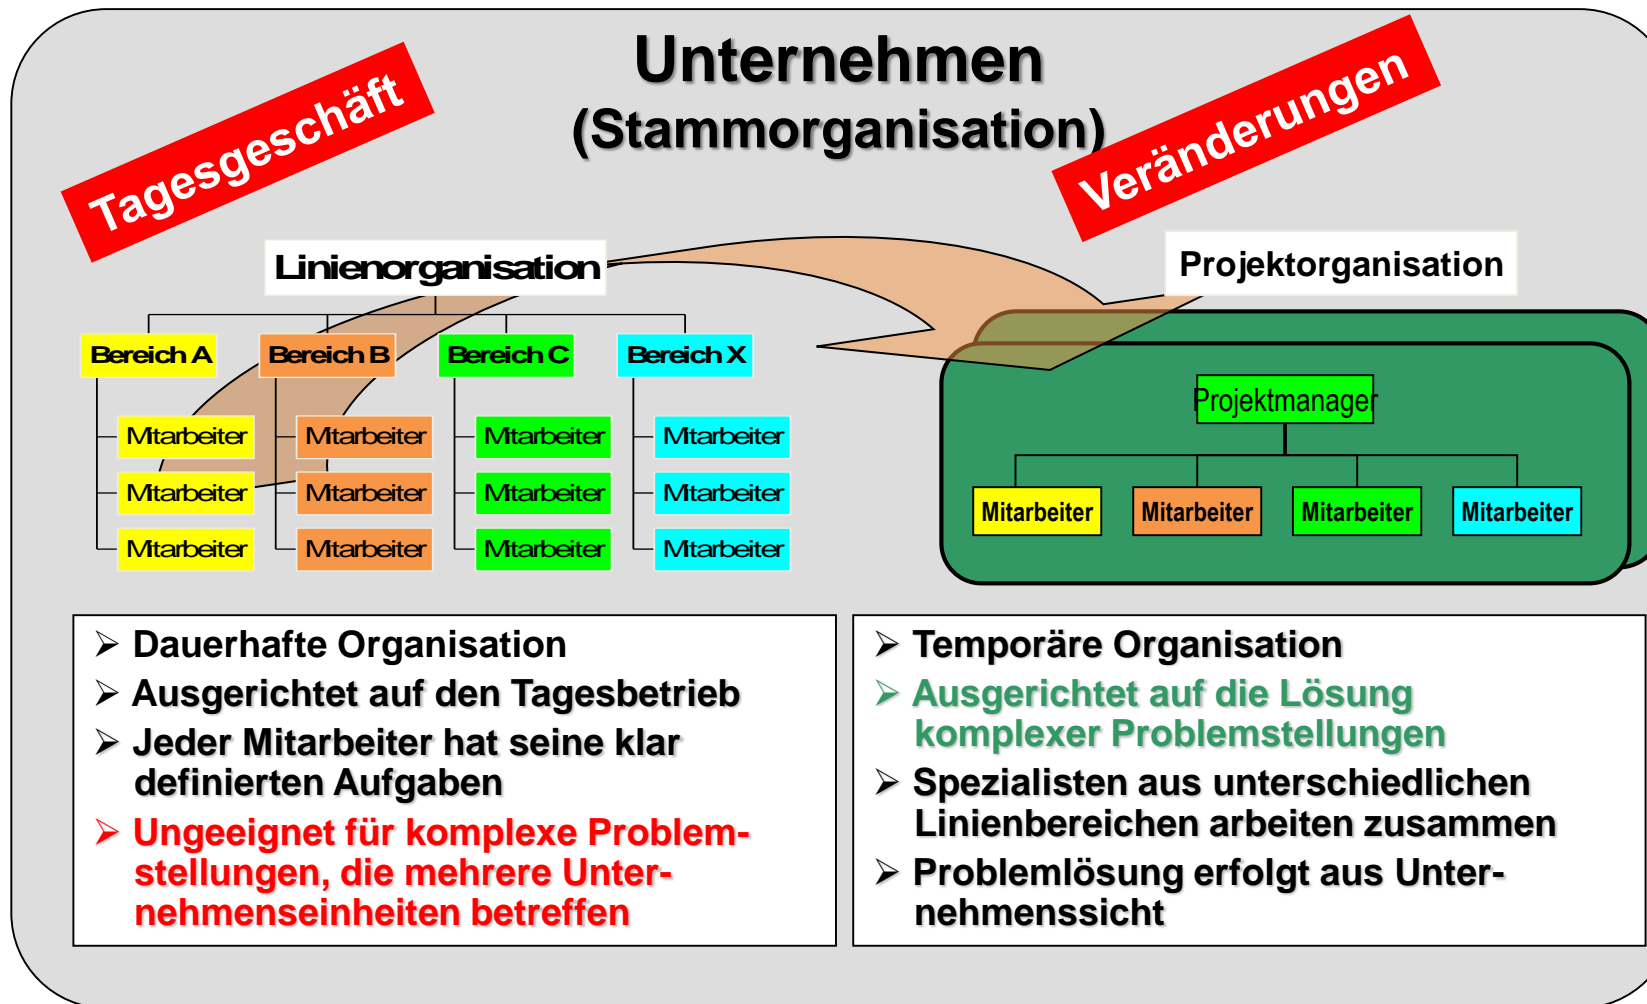 Unternehmen
(Stammorganisation)
Tagesgeschäft
Veränderungen
Linienorganisation
Projektorganisation
Bereich A
Bereich B
Bereich C
Bereich X
Mitarbeiter
Mitarbeiter
Mitarbeiter
Mitarbeiter
Mitarbeiter
Mitarbeiter
Mitarbeiter
Mitarbeiter
Mitarbeiter
Mitarbeiter
Mitarbeiter
Mitarbeiter
Projektmanager
Mitarbeiter
Mitarbeiter
Mitarbeiter
Mitarbeiter
➢ Dauerhafte Organisation
➢ Ausgerichtet auf den Tagesbetrieb
➢ Jeder Mitarbeiter hat seine klar
definierten Aufgaben
➢ Ungeeignet für komplexe Problem-
stellungen, die mehrere Unter-
nehmenseinheiten betreffen
➢ Temporäre Organisation
➢ Ausgerichtet auf die Lösung
komplexer Problemstellungen
➢ Spezialisten aus unterschiedlichen
Linienbereichen arbeiten zusammen
➢ Problemlösung erfolgt aus Unter-
nehmenssicht